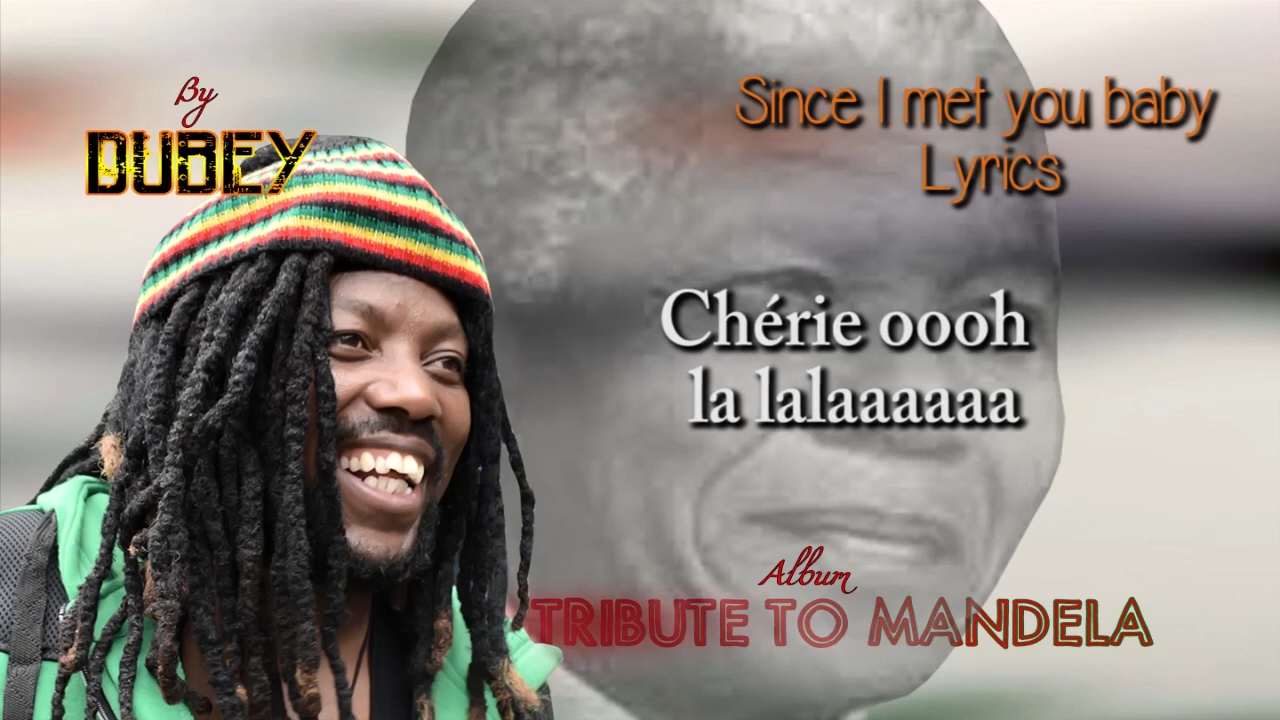 By
DUBEY
Since I met you baby
Lyrics
Chérie oooh
la lalaaaaaa
Album
TRIBUTE TO MANDELA